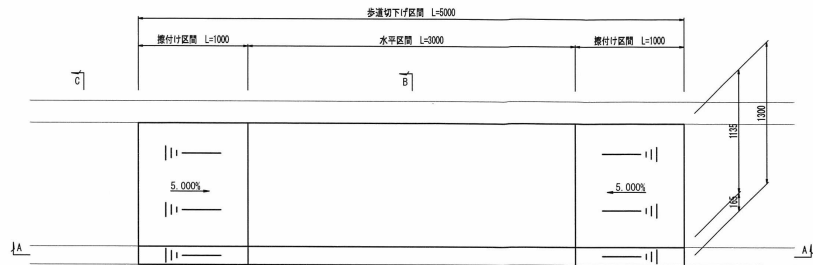 歩道切下げ区間 L=5000
擦付け区間 L=1000
水平区間 L=3000
擦付け区間 L=1000
C
B
1135
1300
5.000%
5.000%
165
A
A